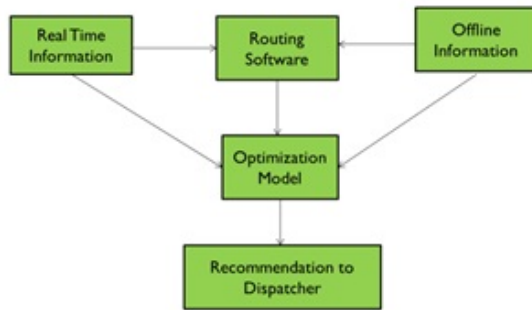 Real Time
Information
Routing
Software
Offline
Information
Optimization
Model
Recommendation to
Dispatcher